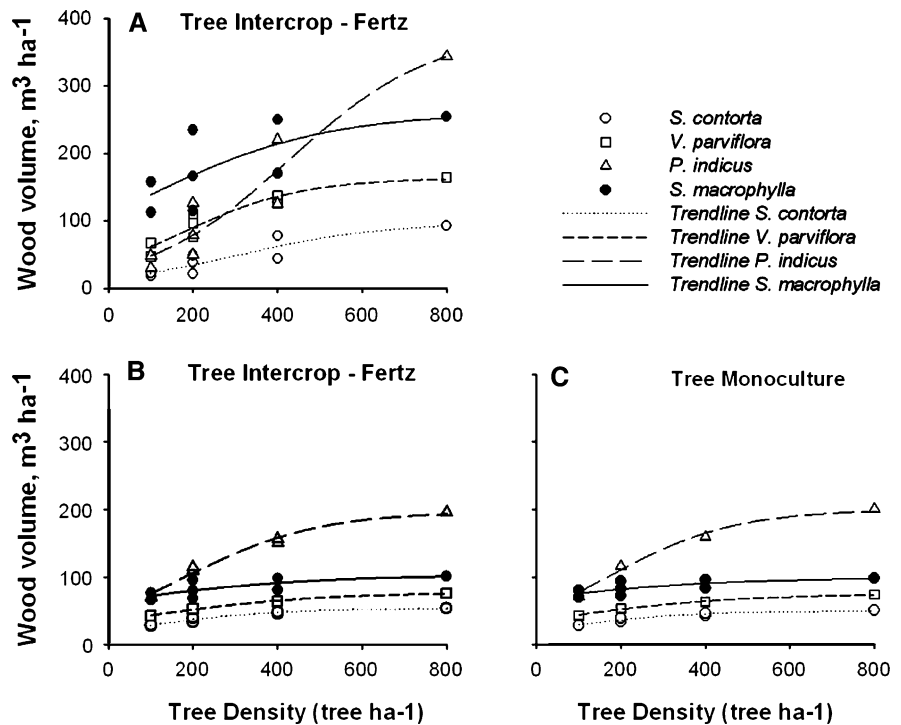 A Tree Intercrop - Fertz
Wood volume, m3 ha-1
400
300
200
100
0
0 200 400 600 800
S. contorta
V. parviflora
P. indicus
S. macrophylla
Trendline S. contorta
Trendline V. parviflora
Trendline P. indicus
Trendline S. macrophylla
B Tree Intercrop - Fertz
Wood volume, m3 ha-1
400
300
200
100
0
0 200 400 600 800
Tree Density (tree ha-1)
C Tree Monoculture
0 200 400 600 800
Tree Density (tree ha-1)